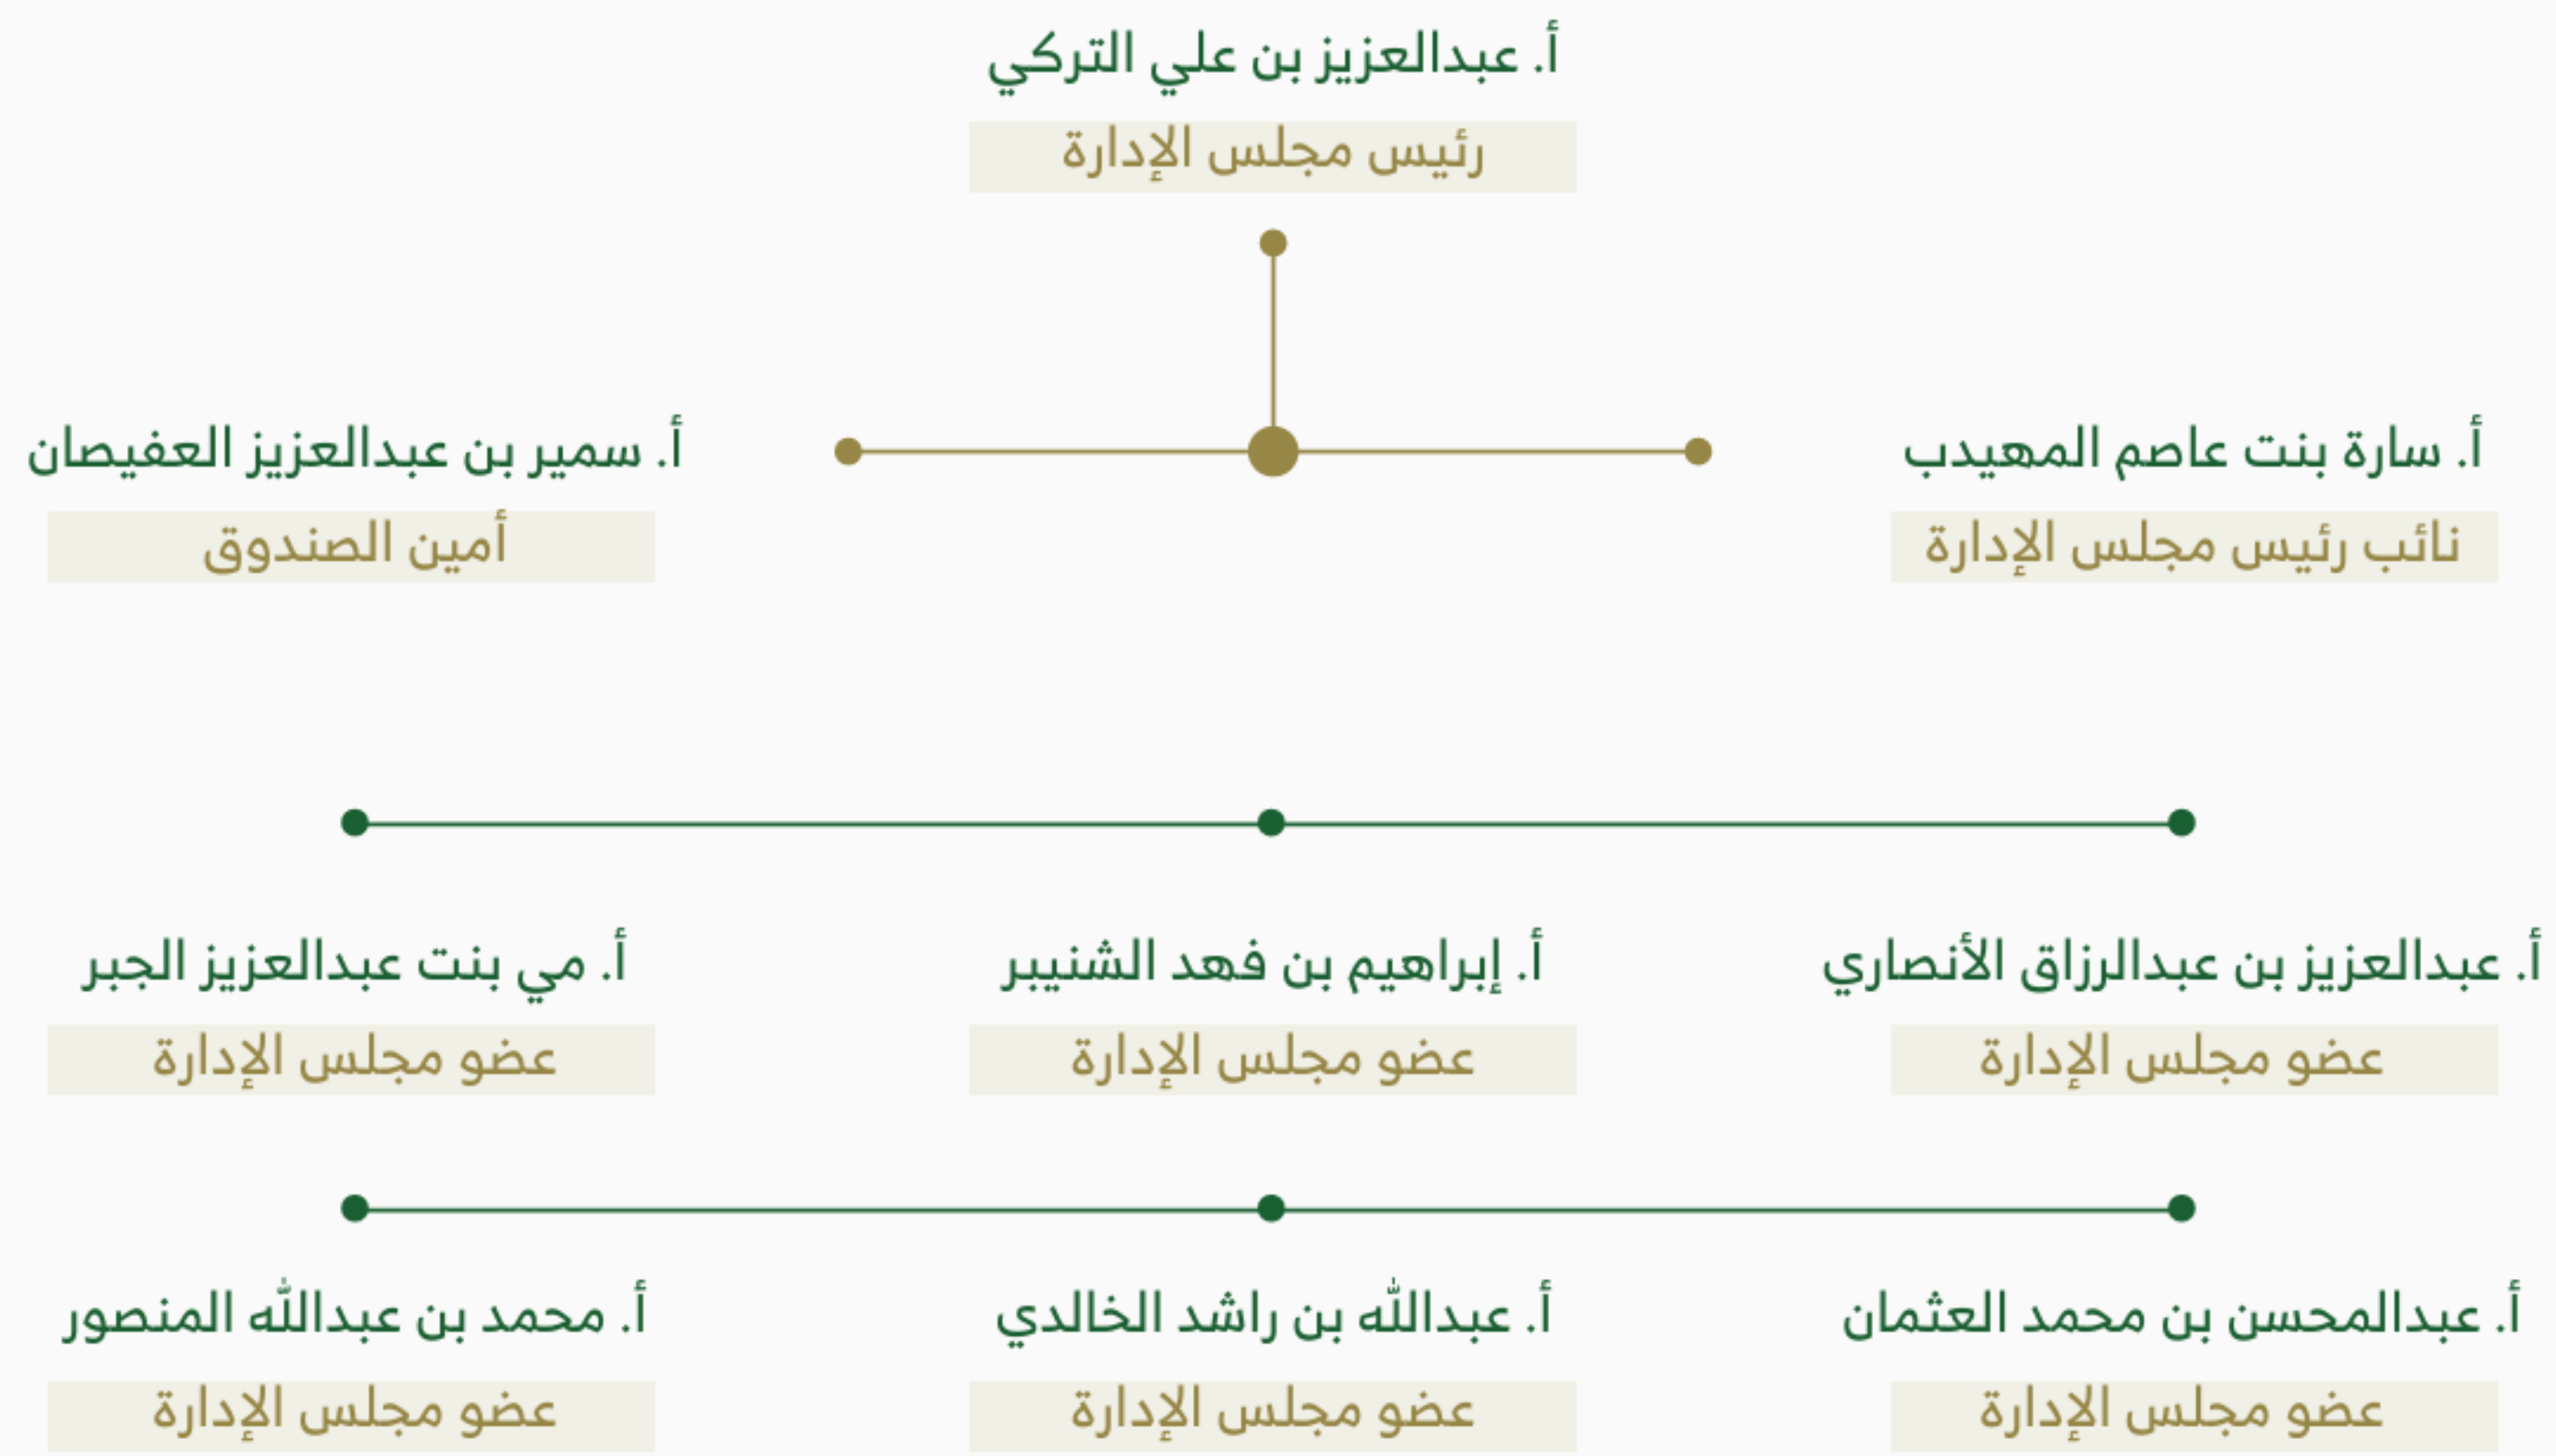 أ. عبدالعزيز بن علي التركي
رئيس مجلس الإدارة
أ. سارة بنت عاصم المهيدب
نائب رئيس مجلس الإدارة
أ. سمير بن عبدالعزيز العفيصان
أمين الصندوق
أ. عبدالعزيز بن عبدالرزاق الأنصاري
عضو مجلس الإدارة
أ. إبراهيم بن فهد الشنيبر
عضو مجلس الإدارة
أ. مي بنت عبدالعزيز الجبر
عضو مجلس الإدارة
أ. عبدالمحسن بن محمد العثمان
عضو مجلس الإدارة
أ. عبدالله بن راشد الخالدي
عضو مجلس الإدارة
أ. محمد بن عبدالله المنصور
عضو مجلس الإدارة